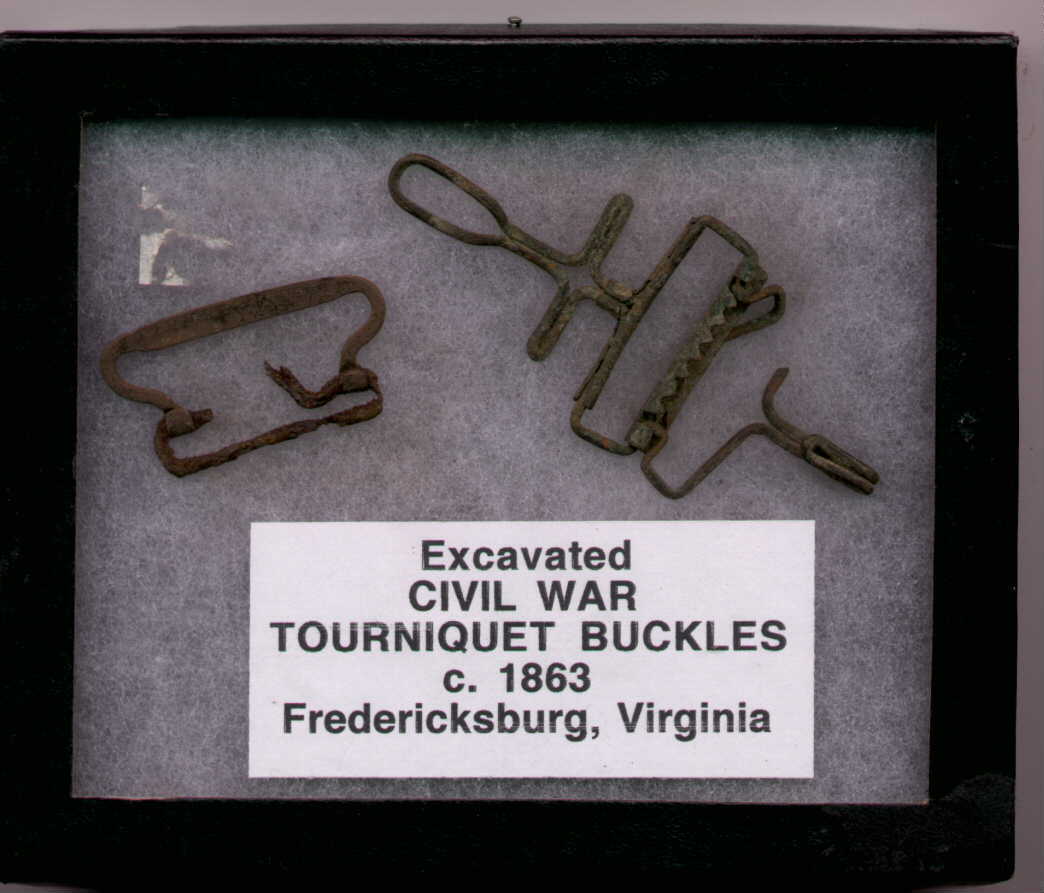 Excavated
CIVIL WAR
TOURNIQUET BUCKLES
c. 1863
Fredericksburg, Virginia